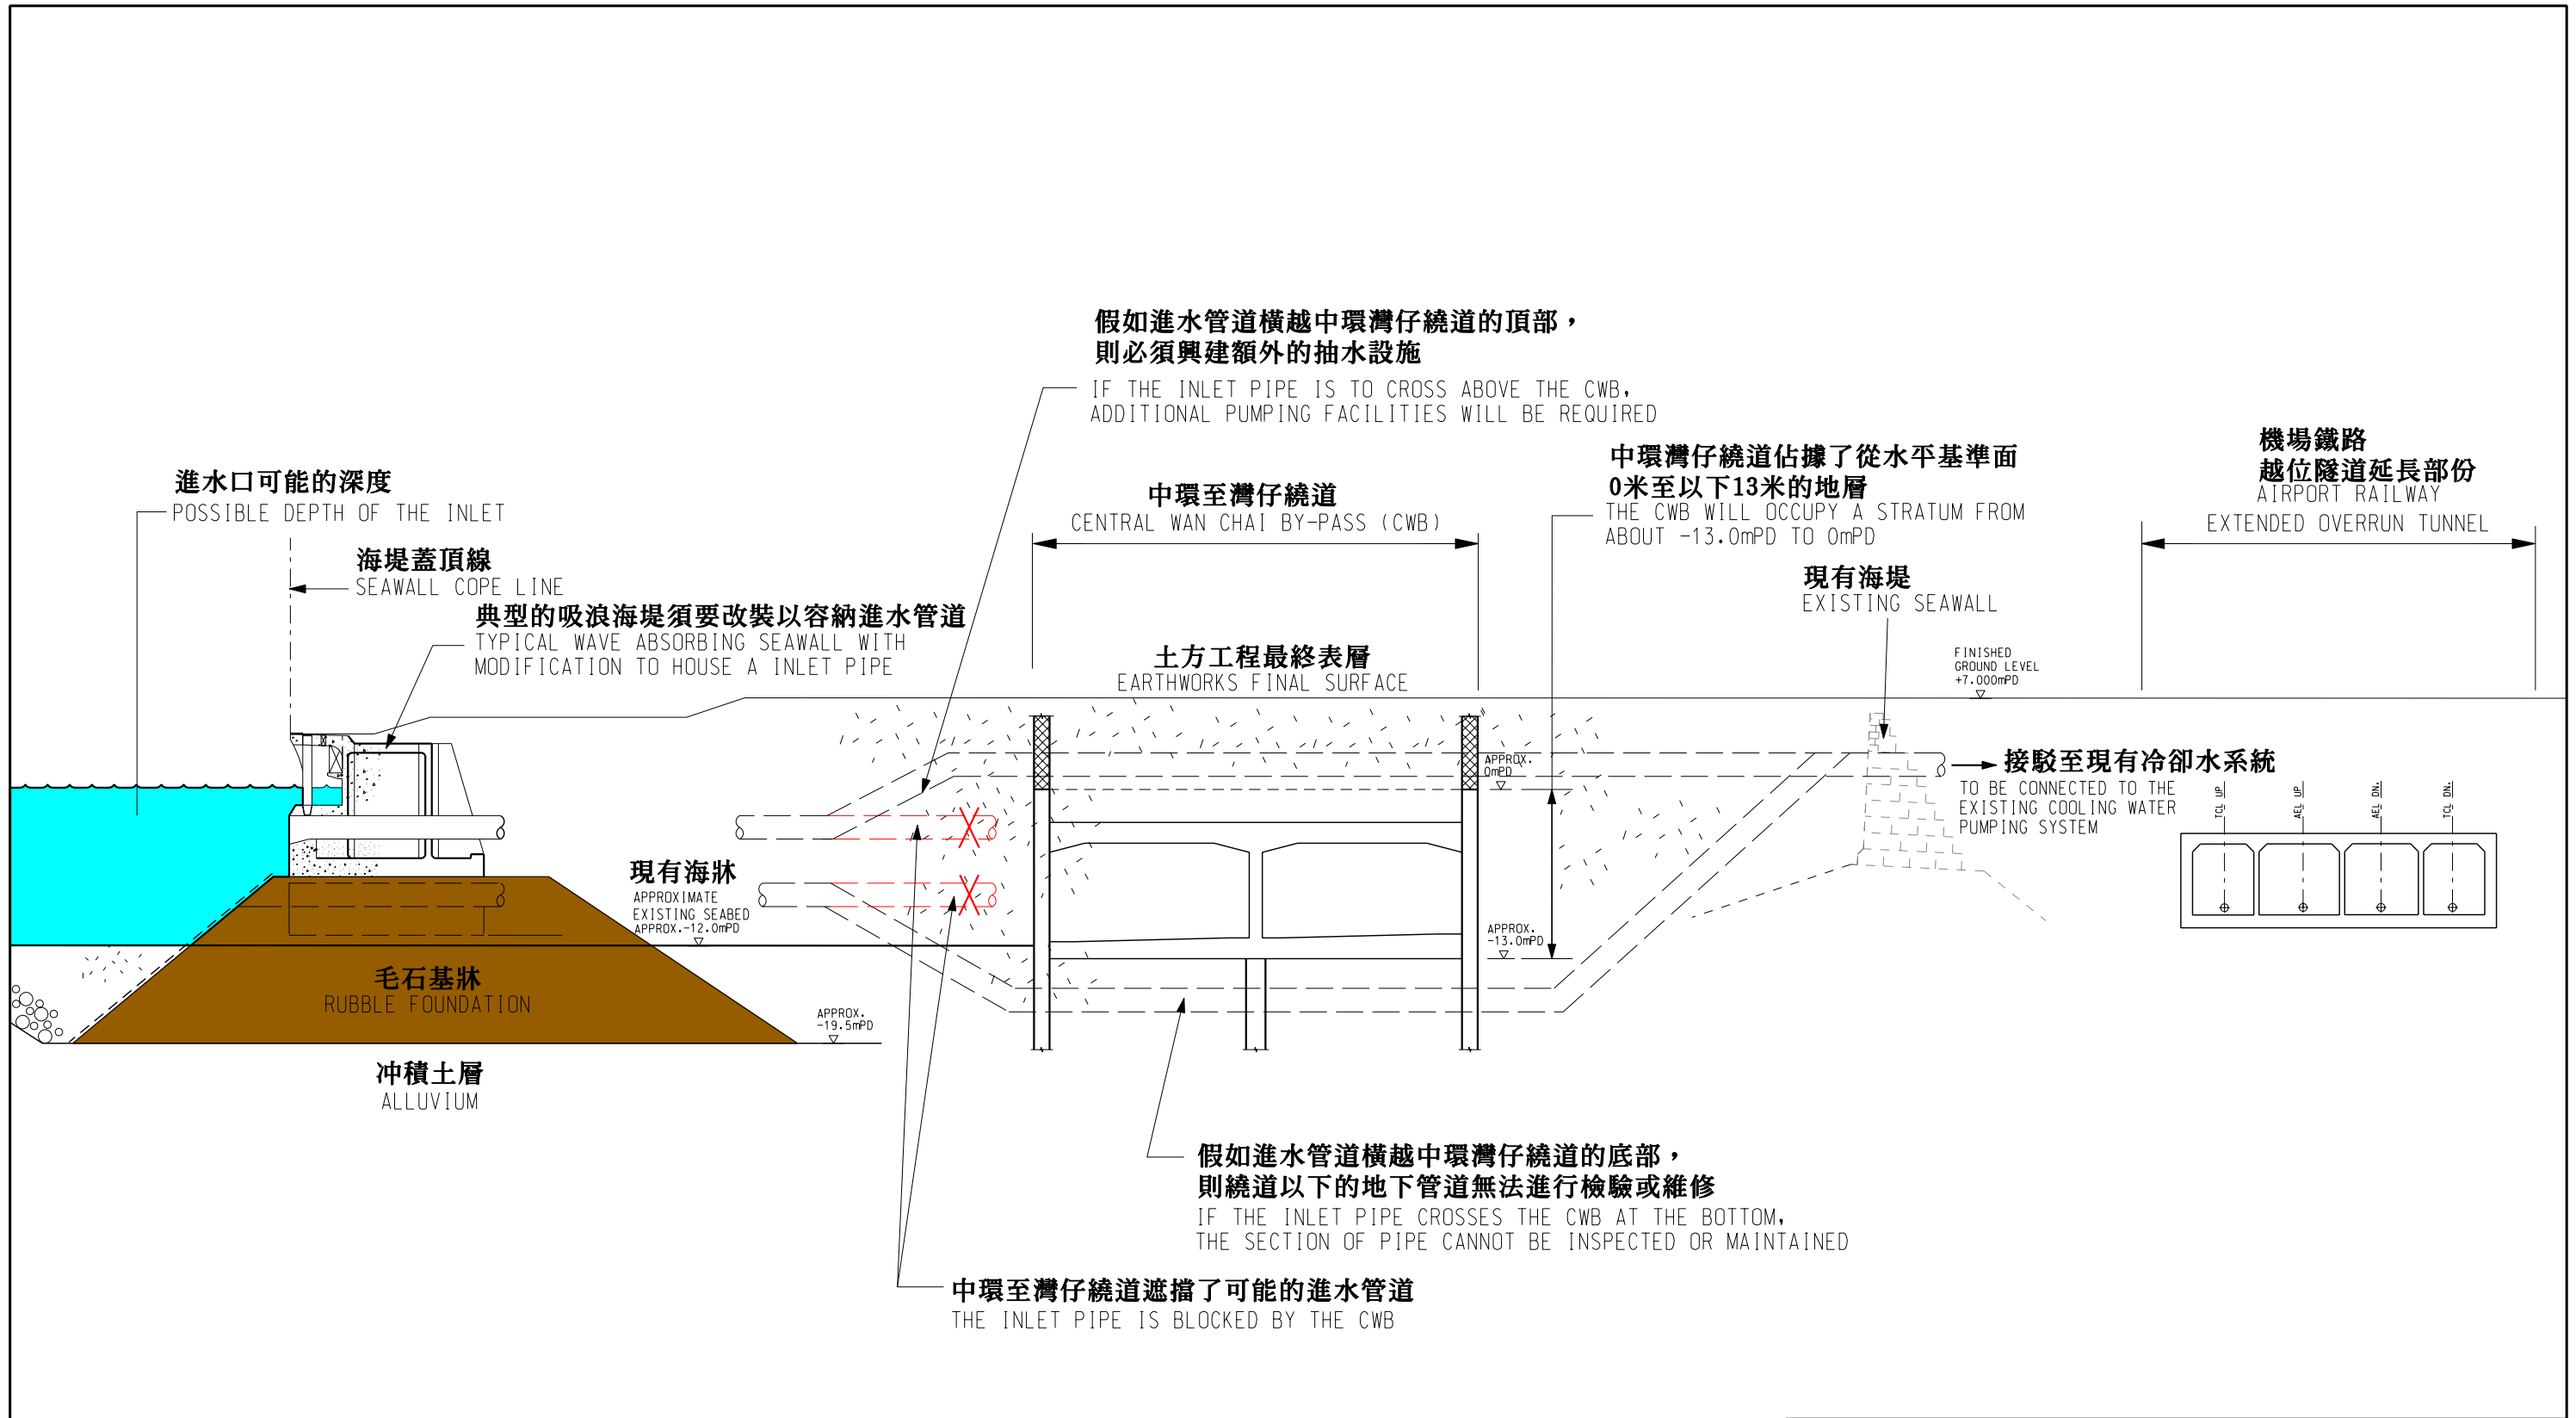 假如進水管道橫越中環灣仔繞道的頂部，
則必須興建額外的抽水設施
IF THE INLET PIPE IS TO CROSS ABOVE THE CWB,
ADDITIONAL PUMPING FACILITIES WILL BE REQUIRED
進水口可能的深度
POSSIBLE DEPTH OF THE INLET
海堤蓋頂線
SEAWALL COPE LINE
典型的吸浪海堤須要改裝以容納進水管道
TYPICAL WAVE ABSORBING SEAWALL WITH
MODIFICATION TO HOUSE A INLET PIPE
中環至灣仔繞道
CENTRAL WAN CHAI BY-PASS (CWB)
中環灣仔繞道佔據了從水平基準面
0米至以下13米的地層
THE CWB WILL OCCUPY A STRATUM FROM
ABOUT -13.0mPD TO 0mPD
機場鐵路
越位隧道延長部份
AIRPORT RAILWAY
EXTENDED OVERRUN TUNNEL
現有海堤
EXISTING SEAWALL
土方工程最終表層
EARTHWORKS FINAL SURFACE
FINISHED
GROUND LEVEL
+7.000mPD
APPROX.
0mPD
接駁至現有冷卻水系統
TO BE CONNECTED TO THE
EXISTING COOLING WATER
PUMPING SYSTEM
TCL UP
AEL UP
AEL DN.
TCL DN.
現有海牀
APPROXIMATE
EXISTING SEABED
APPROX.-12.0mPD
APPROX.
-13.0mPD
毛石基牀
RUBBLE FOUNDATION
APPROX.
-19.5mPD
冲積土層
ALLUVIUM
假如進水管道橫越中環灣仔繞道的底部，
則繞道以下的地下管道無法進行檢驗或維修
IF THE INLET PIPE CROSSES THE CWB AT THE BOTTOM,
THE SECTION OF PIPE CANNOT BE INSPECTED OR MAINTAINED
中環至灣仔繞道遮擋了可能的進水管道
THE INLET PIPE IS BLOCKED BY THE CWB